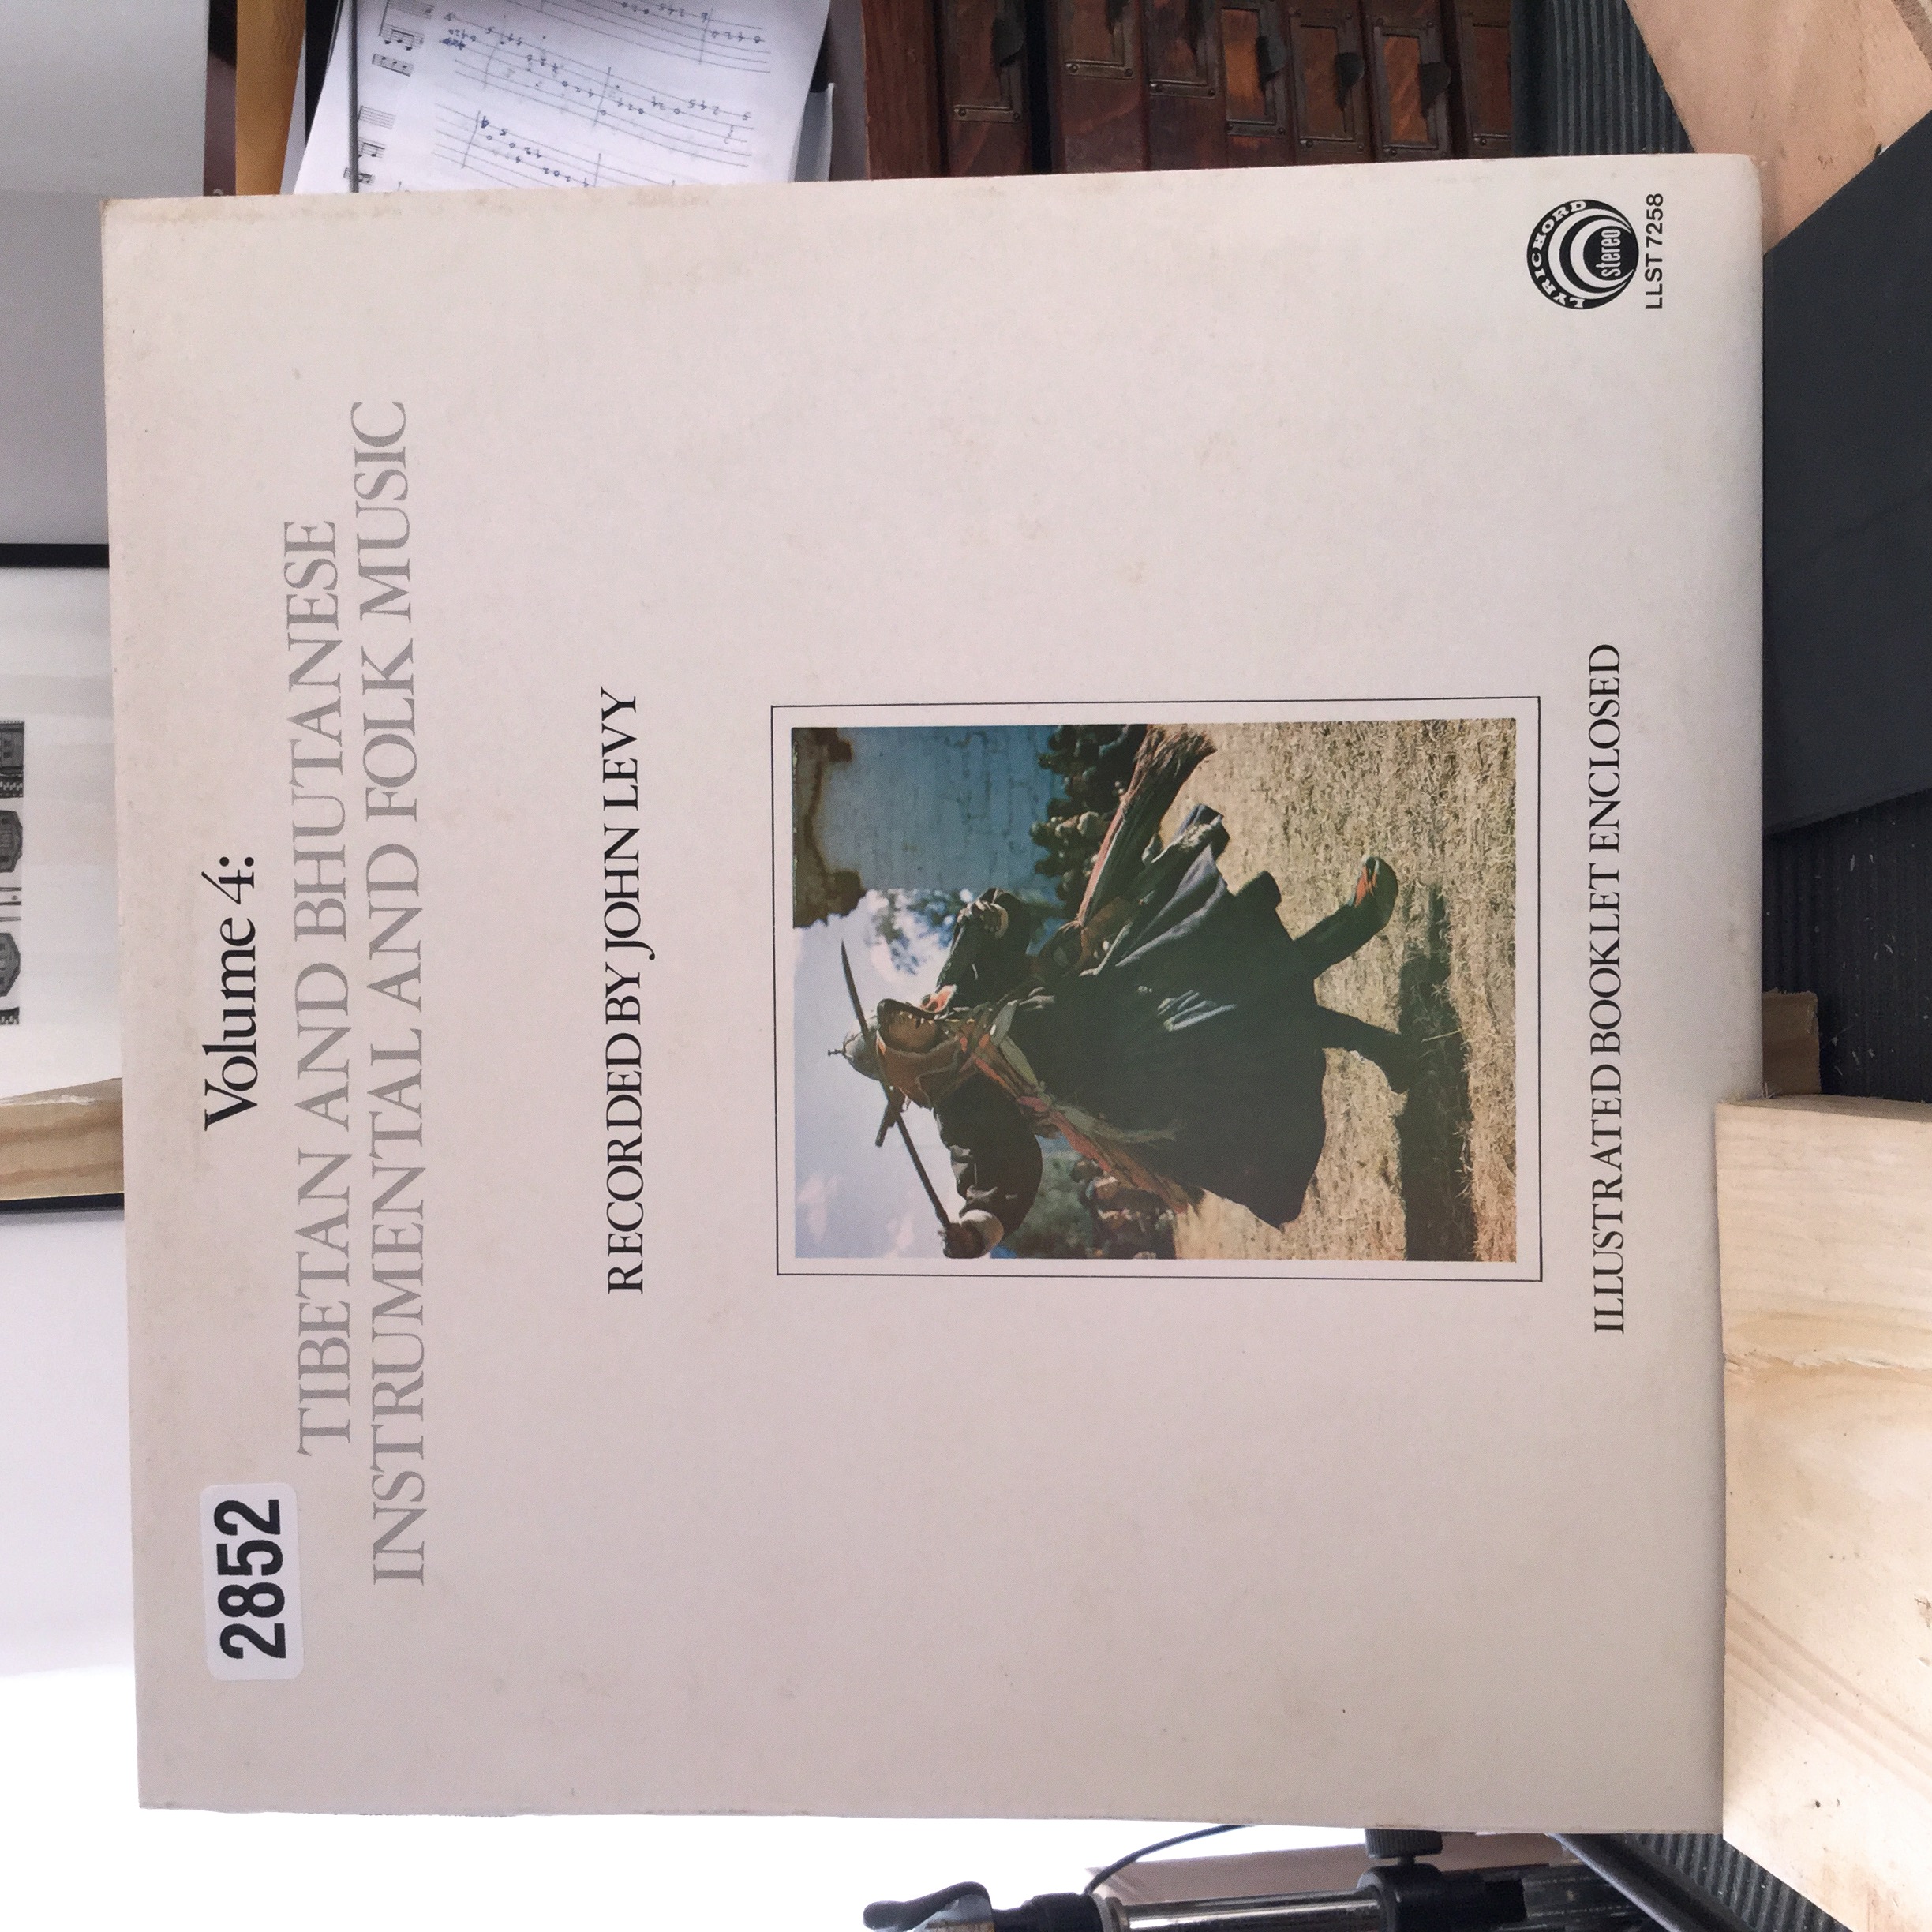 2852
Volume 4:
TIBETAN AND BHUTANESE
INSTRUMENTAL AND FOLK MUSIC
RECORDED BY JOHN LEVY
ILLUSTRATED BOOKLET ENCLOSED
LYRICHORD
stereo
LLST 7258